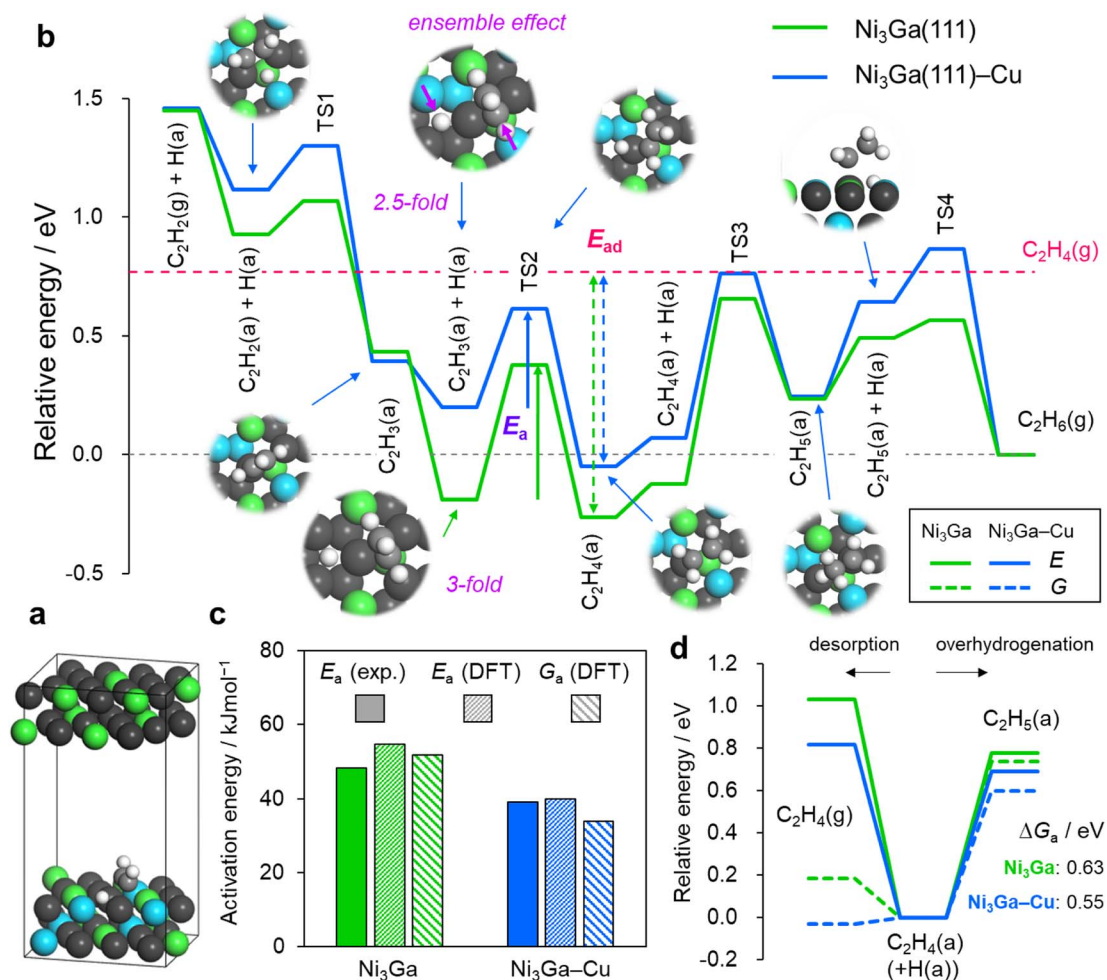 b
ensemble effect
Ni₃Ga(111)
Ni₃Ga(111)–Cu
Relative energy / eV
1.5
1.0
0.5
0.0
-0.5
C₂H₂(g) + H(a)
C₂H₂(a) + H(a)
TS1
C₂H₃(a)
2.5-fold
C₂H₃(a) + H(a)
3-fold
Eₐ
TS2
C₂H₄(a)
E_ad
C₂H₄(a) + H(a)
TS3
C₂H₅(a)
C₂H₅(a) + H(a)
TS4
C₂H₄(g)
C₂H₆(g)
Ni₃Ga Ni₃Ga–Cu
E
G
a
c
Activation energy / kJmol⁻¹
80
60
40
20
0
Eₐ (exp.) Eₐ (DFT) Gₐ (DFT)
Ni₃Ga Ni₃Ga–Cu
d
desorption overhydrogenation
Relative energy / eV
1.2
1.0
0.8
0.6
0.4
0.2
0.0
-0.2
C₂H₄(g)
C₂H₅(a)
ΔGₐ / eV
Ni₃Ga: 0.63
Ni₃Ga–Cu: 0.55
C₂H₄(a)
(+H(a))